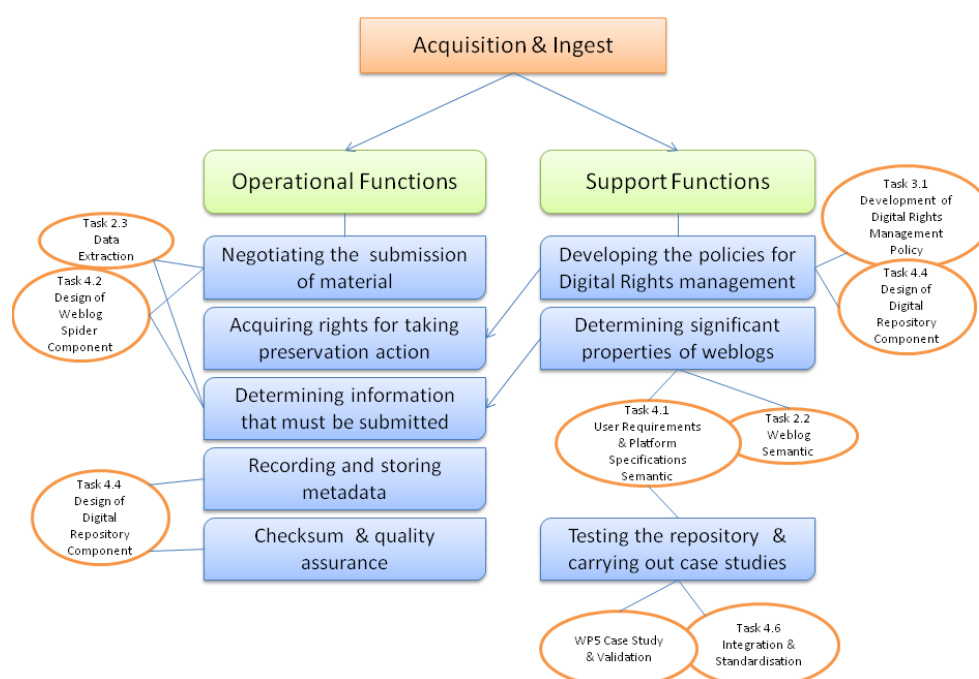 Acquisition & Ingest
Operational Functions
Support Functions
Task 2.3
Data
Extraction
Task 4.2
Design of
Weblog
Spider
Component
Negotiating the submission
of material
Acquiring rights for taking
preservation action
Determining information
that must be submitted
Recording and storing
metadata
Checksum & quality
assurance
Task 4.4
Design of
Digital
Repository
Component
Developing the policies for
Digital Rights management
Determining significant
properties of weblogs
Task 3.1
Development of
Digital Rights
Management
Policy
Task 4.4
Design of
Digital
Repository
Component
Task 4.1
User Requirements
& Platform
Specifications
Semantic
Task 2.2
Weblog
Semantic
Testing the repository &
carrying out case studies
WP5 Case Study
& Validation
Task 4.6
Integration &
Standardisation